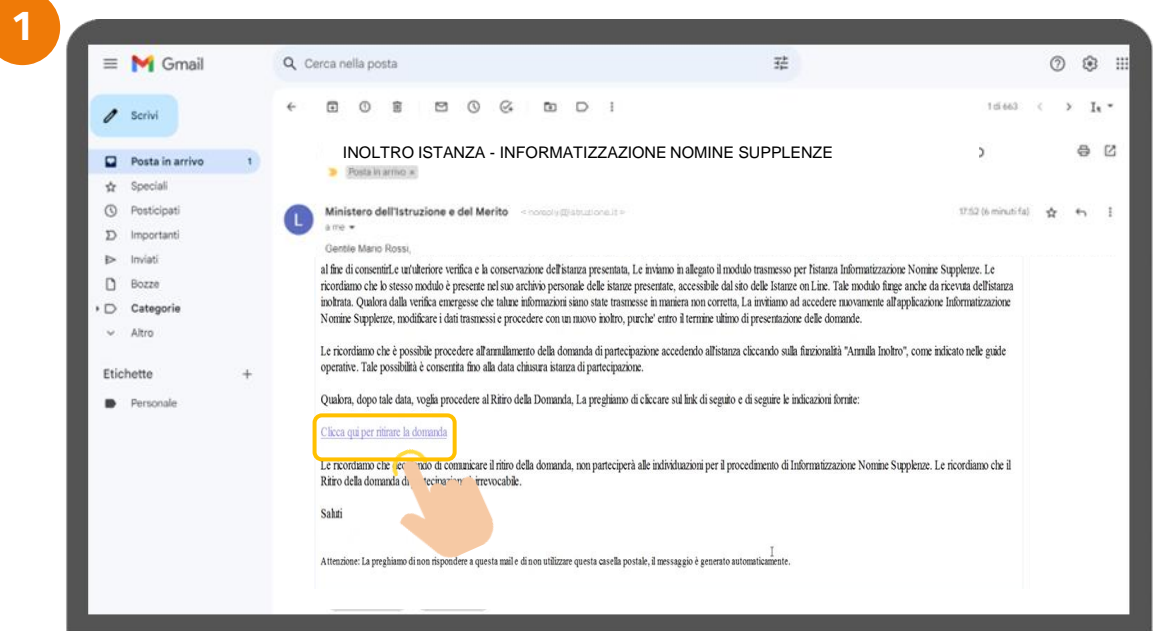 1
Gmail
Cerca nella posta
Scrivi
1 di 663
Posta in arrivo 1
INOLTRO ISTANZA - INFORMATIZZAZIONE NOMINE SUPPLENZE
Posta in arrivo x
Speciali
Posticipati
Importanti
Inviati
Bozze
Categorie
Altro
Etichette +
Personale
L
Ministero dell'Istruzione e del Merito <noreply@istruzione.it> 17:52 (6 minuti fa)
a me
Gentile Mario Rossi,
al fine di consentirLe un'ulteriore verifica e la conservazione dell'istanza presentata, Le inviamo in allegato il modulo trasmesso per l'istanza Informatizzazione Nomine Supplenze. Le
ricordiamo che lo stesso modulo è presente nel suo archivio personale delle istanze presentate, accessibile dal sito delle Istanze on Line. Tale modulo funge anche da ricevuta dell'istanza
inoltrata. Qualora dalla verifica emergesse che talune informazioni siano state trasmesse in maniera non corretta, La invitiamo ad accedere nuovamente all'applicazione Informatizzazione
Nomine Supplenze, modificare i dati trasmessi e procedere con un nuovo inoltro, purche' entro il termine ultimo di presentazione delle domande.
Le ricordiamo che è possibile procedere all'annullamento della domanda di partecipazione accedendo all'istanza cliccando sulla funzionalità "Annulla Inoltro", come indicato nelle guide
operative. Tale possibilità è consentita fino alla data chiusura istanza di partecipazione.
Qualora, dopo tale data, voglia procedere al Ritiro della Domanda, La preghiamo di cliccare sul link di seguito e di seguire le indicazioni fornite:
Clicca qui per ritirare la domanda
Le ricordiamo che di comunicare il ritiro della domanda, non parteciperà alle individuazioni per il procedimento di Informatizzazione Nomine Supplenze. Le ricordiamo che il
Ritiro della domanda di irrevocabile.
Saluti
Attenzione: La preghiamo di non rispondere a questa mail e di non utilizzare questa casella postale, il messaggio è generato automaticamente.